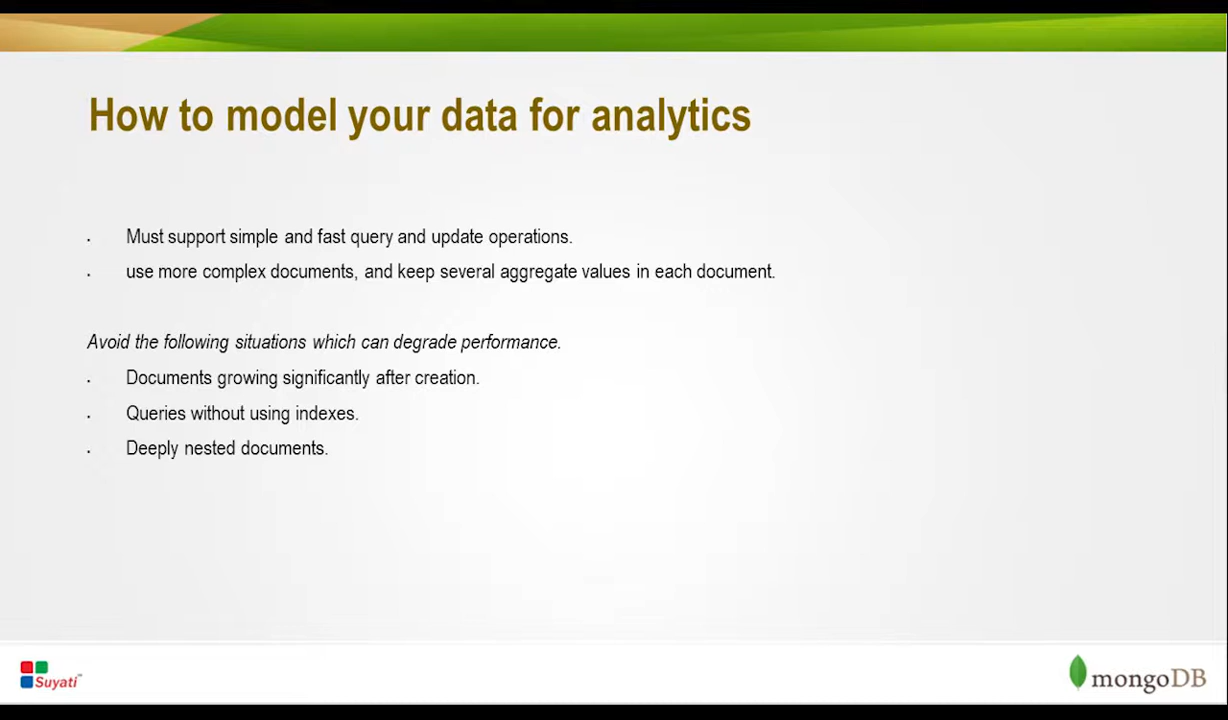 How to model your data for analytics
. Must support simple and fast query and update operations.
. use more complex documents, and keep several aggregate values in each document.
Avoid the following situations which can degrade performance.
. Documents growing significantly after creation.
. Queries without using indexes.
. Deeply nested documents.
Suyati™
mongoDB